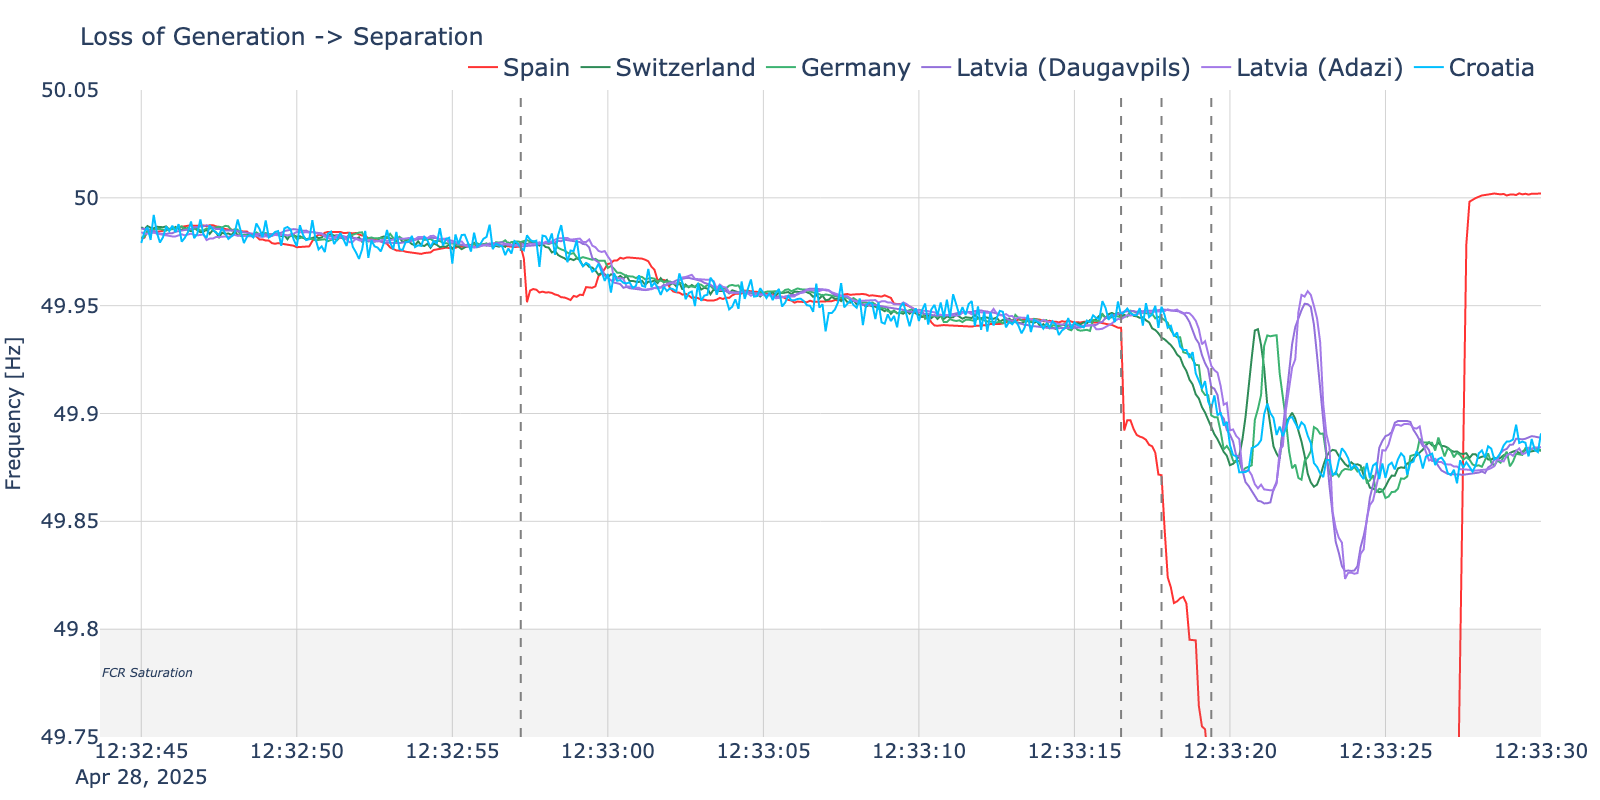 Loss of Generation -> Separation
Spain Switzerland Germany Latvia (Daugavpils) Latvia (Adazi) Croatia
50.05
50
49.95
49.9
49.85
49.8
49.75
Frequency [Hz]
FCR Saturation
12:32:45 12:32:50 12:32:57 12:33:00 12:33:05 12:33:10 12:33:16 12:33:20 12:33:25 12:33:30
Apr 28, 2025